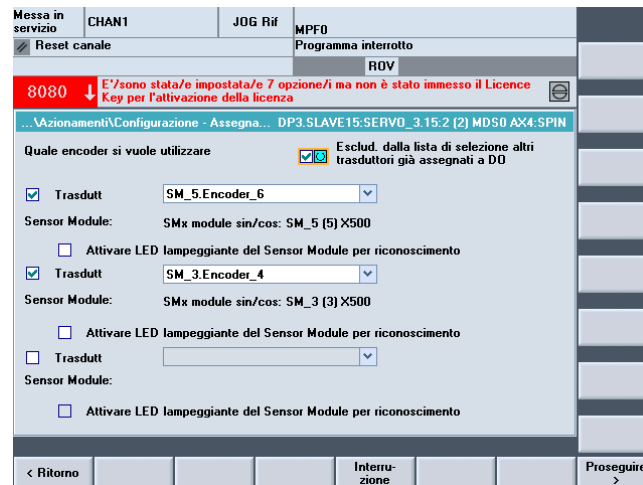 Messa in servizio
CHAN1
JOG Rif
MPF0
Reset canale
Programma interrotto
ROV
8080
E'/sono stata/e impostata/e 7 opzione/i ma non è stato immesso il Licence
Key per l'attivazione della licenza
...\Azionamenti\Configurazione - Assegna... DP3.SLAVE15:SERVO_3.15:2 (2) MDS0 AX4:SPIN
Quale encoder si vuole utilizzare
Esclud. dalla lista di selezione altri
trasduttori già assegnati a DO
Trasdutt SM_5.Encoder_6
Sensor Module: SMx module sin/cos: SM_5 (5) X500
Attivare LED lampeggiante del Sensor Module per riconoscimento
Trasdutt SM_3.Encoder_4
Sensor Module: SMx module sin/cos: SM_3 (3) X500
Attivare LED lampeggiante del Sensor Module per riconoscimento
Trasdutt
Sensor Module:
Attivare LED lampeggiante del Sensor Module per riconoscimento
< Ritorno
Interru-
zione
Proseguire
>